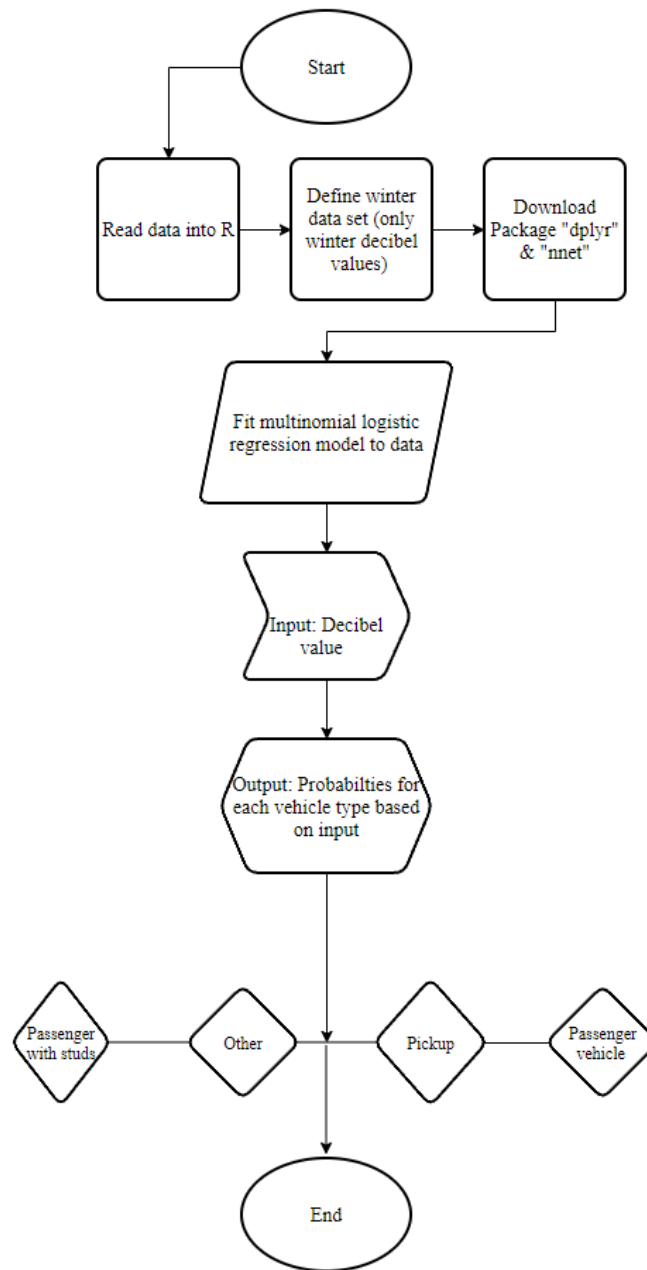 Start
Read data into R
Define winter
data set (only
winter decibel
values)
Download
Package "dplyr"
& "nnet"
Fit multinomial logistic
regression model to data
Input: Decibel
value
Output: Probabilties for
each vehicle type based
on input
Passenger
with studs
Other
Pickup
Passenger
vehicle
End